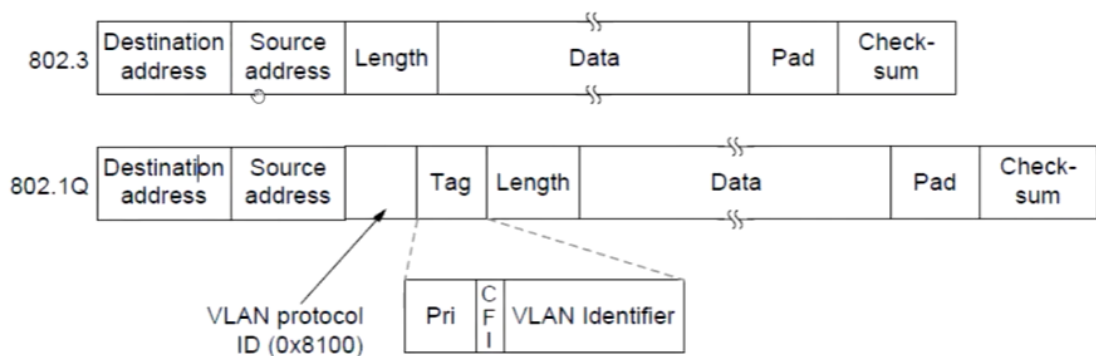 802.3
Destination
address
Source
address
Length
Data
Pad
Check-
sum
802.1Q
Destination
address
Source
address
Tag
Length
Data
Pad
Check-
sum
VLAN protocol
ID (0x8100)
Pri
C
F
I
VLAN Identifier